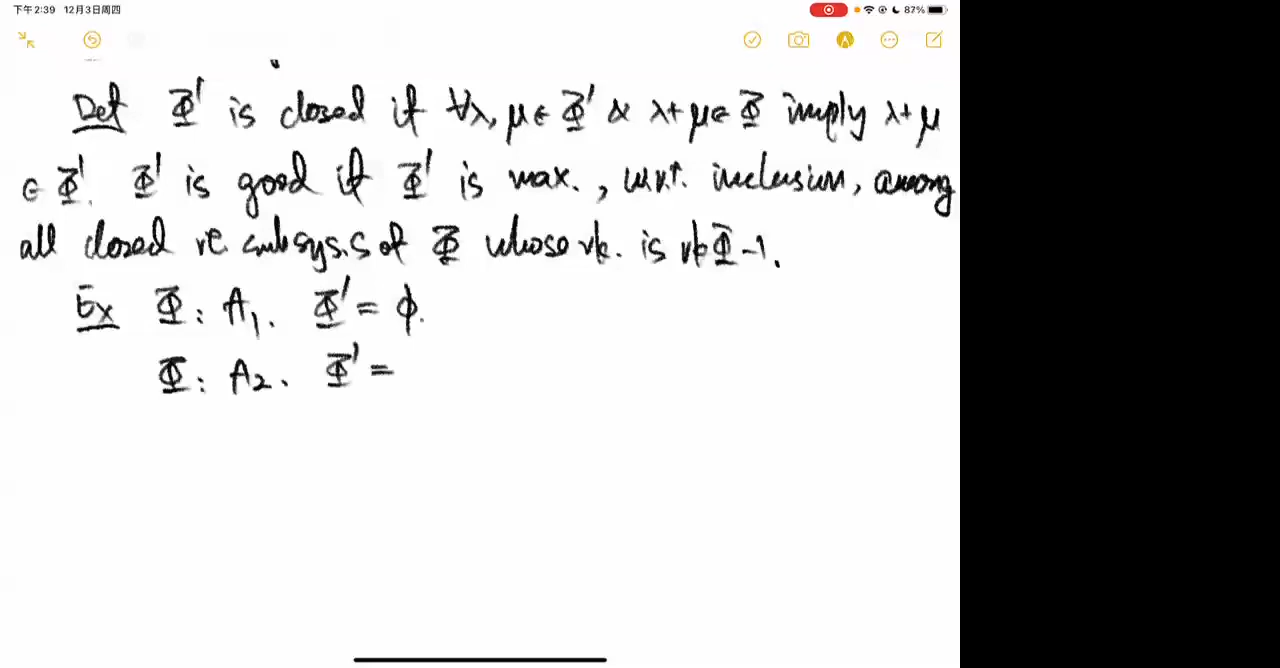 下午2:39 12月3日周四
87%
Def Φ' is closed if ∀λ, μ ∈ Φ' & λ+μ ∈ Φ imply λ+μ
∈ Φ'. Φ' is good if Φ' is max., w.r.t. inclusion, among
all closed rt. subsys.s of Φ whose rk. is rkΦ-1.
Ex Φ: A₁. Φ' = ϕ.
Φ: A₂. Φ' =